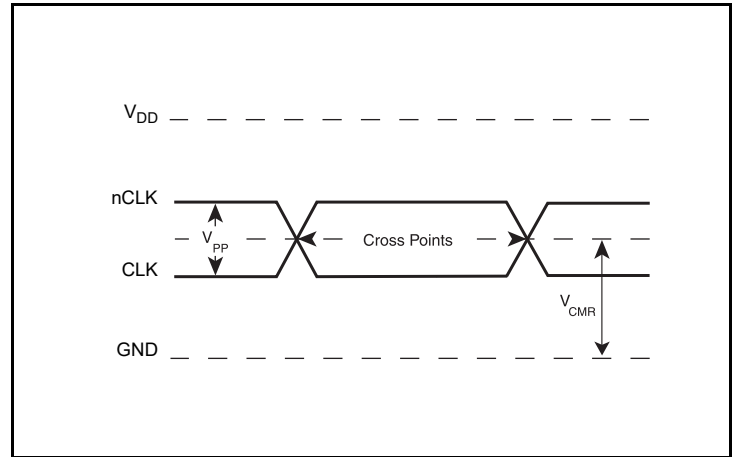 VDD
nCLK
VPP
Cross Points
CLK
VCMR
GND